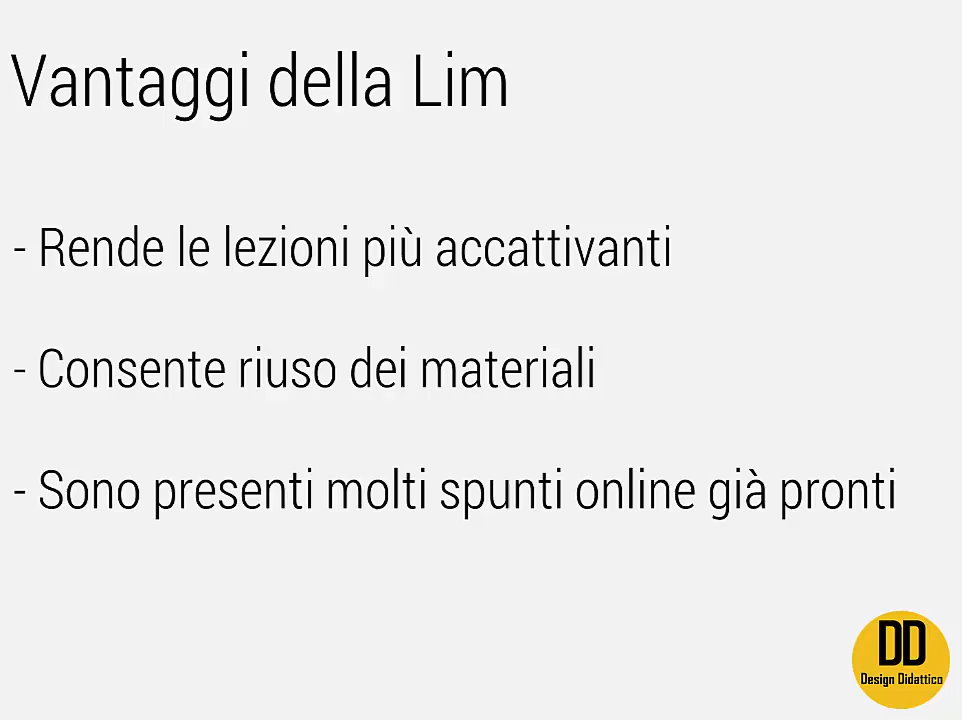 Vantaggi della Lim
- Rende le lezioni più accattivanti
- Consente riuso dei materiali
- Sono presenti molti spunti online già pronti
DD
Design Didattico